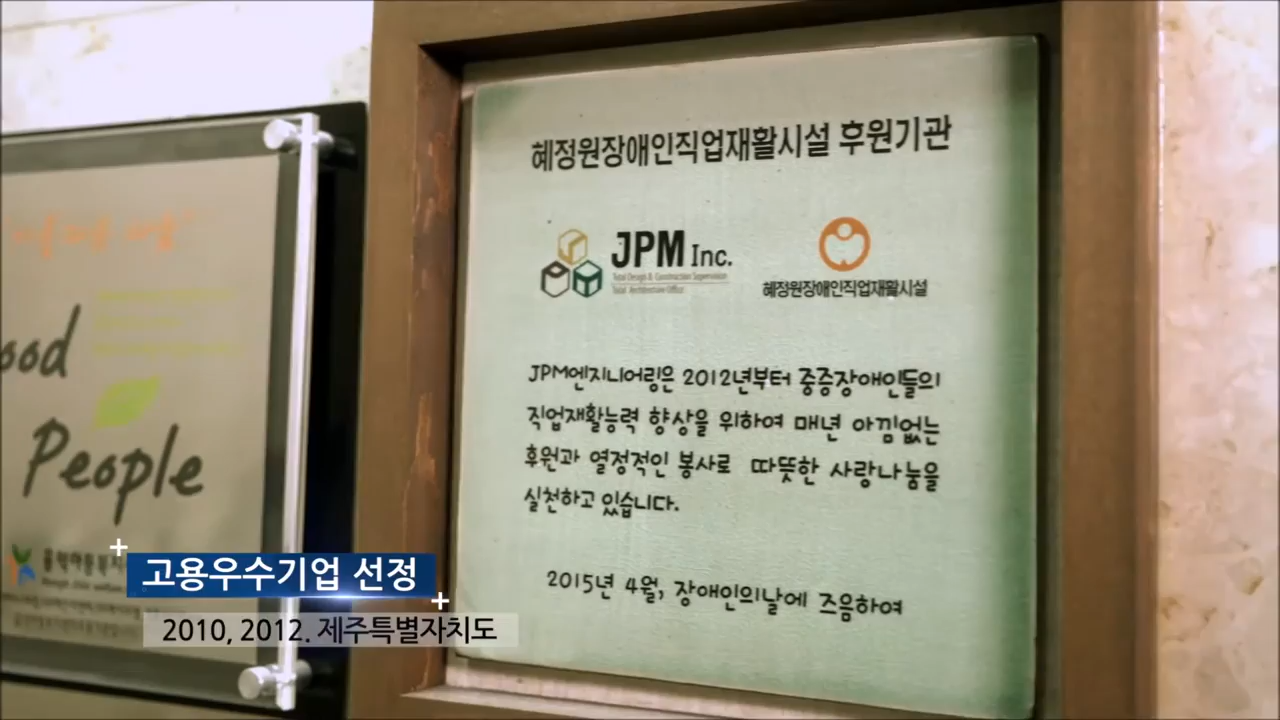 혜정원장애인직업재활시설 후원기관
JPM Inc.
Total Design & Construction Supervision
Total Architecture Office
혜정원장애인직업재활시설
JPM엔지니어링은 2012년부터 중증장애인들의
직업재활능력 향상을 위하여 매년 아낌없는
후원과 열정적인 봉사로 따뜻한 사랑나눔을
실천하고 있습니다.
2015년 4월, 장애인의날에 즈음하여
ood
People
고용우수기업 선정
2010, 2012. 제주특별자치도